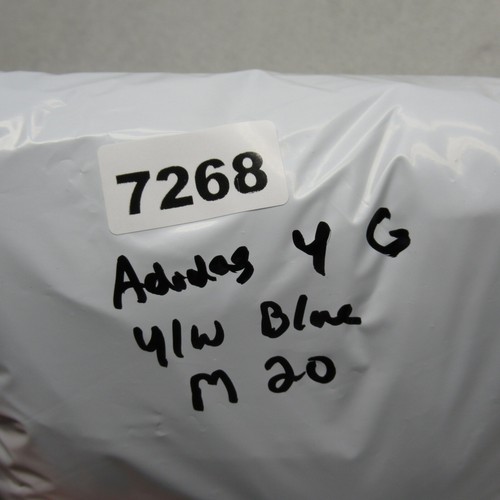 7268
Adidas Y G
Y/W Blue
M 20